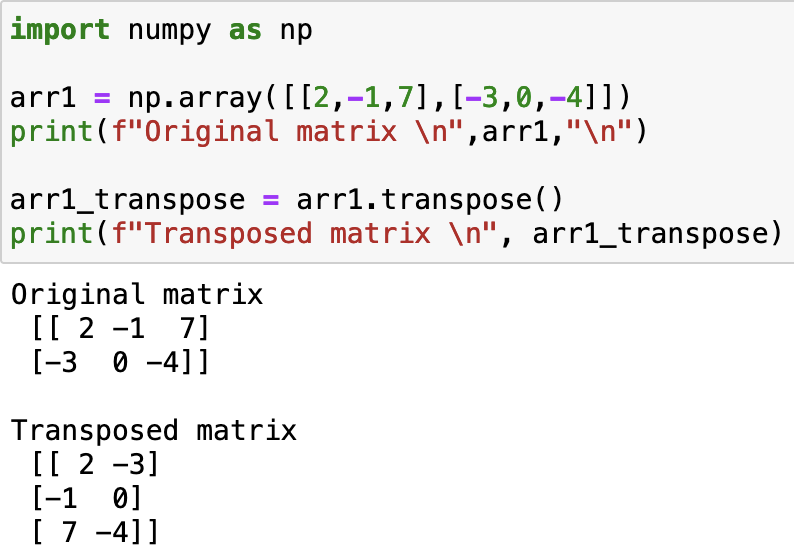 import numpy as np
arr1 = np.array([[2,-1,7],[-3,0,-4]])
print(f"Original matrix \n",arr1,"\n")
arr1_transpose = arr1.transpose()
print(f"Transposed matrix \n", arr1_transpose)
Original matrix
 [[ 2 -1  7]
 [-3  0 -4]]
Transposed matrix
 [[ 2 -3]
 [-1  0]
 [ 7 -4]]